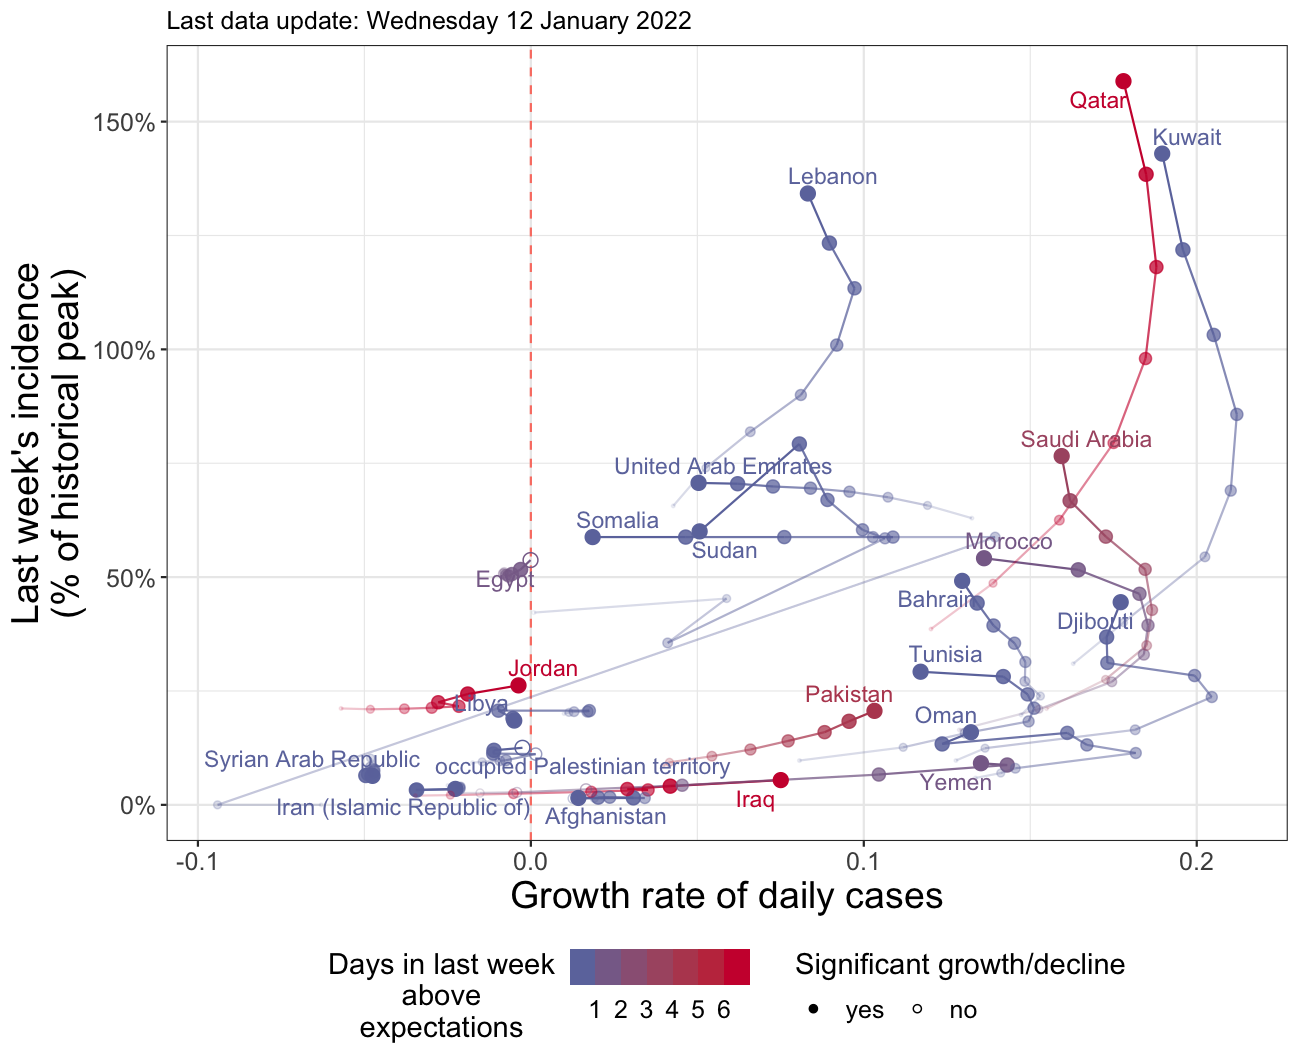 Last data update: Wednesday 12 January 2022
Last week's incidence
(% of historical peak)
150%
100%
50%
0%
Qatar
Kuwait
Lebanon
Saudi Arabia
United Arab Emirates
Somalia
Sudan
Morocco
Egypt
Bahrain
Djibouti
Tunisia
Jordan
Pakistan
Libya
Oman
Syrian Arab Republic
occupied Palestinian territory
Yemen
Iraq
Iran (Islamic Republic of)
Afghanistan
-0.1
0.0
0.1
0.2
Growth rate of daily cases
Days in last week
above
expectations
1 2 3 4 5 6
Significant growth/decline
yes
no